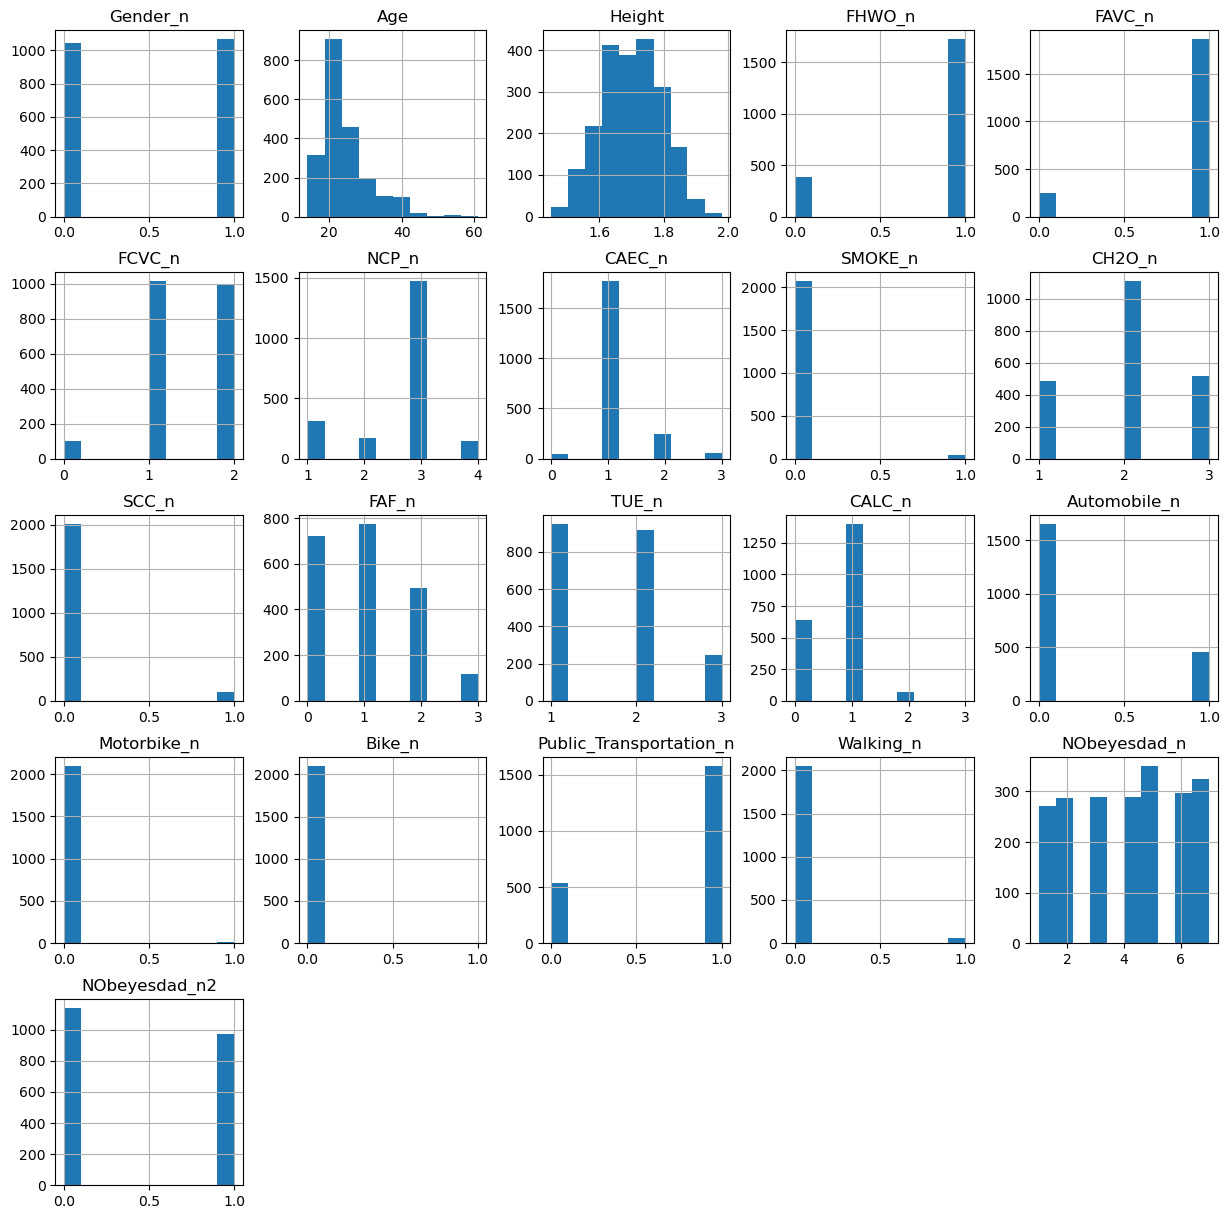 Gender_n
1000
800
600
400
200
0
0.0 0.5 1.0
Age
800
600
400
200
0
20 40 60
Height
400
300
200
100
0
1.6 1.8 2.0
FHWO_n
1500
1000
500
0
0.0 0.5 1.0
FAVC_n
1500
1000
500
0
0.0 0.5 1.0
FCVC_n
1000
800
600
400
200
0
0 1 2
NCP_n
1500
1000
500
0
1 2 3 4
CAEC_n
1500
1000
500
0
0 1 2 3
SMOKE_n
2000
1500
1000
500
0
0.0 0.5 1.0
CH2O_n
1000
800
600
400
200
0
1 2 3
SCC_n
2000
1500
1000
500
0
0.0 0.5 1.0
FAF_n
800
600
400
200
0
0 1 2 3
TUE_n
800
600
400
200
0
1 2 3
CALC_n
1250
1000
750
500
250
0
0 1 2 3
Automobile_n
1500
1000
500
0
0.0 0.5 1.0
Motorbike_n
2000
1500
1000
500
0
0.0 0.5 1.0
Bike_n
2000
1500
1000
500
0
0.0 0.5 1.0
Public_Transportation_n
1500
1000
500
0
0.0 0.5 1.0
Walking_n
2000
1500
1000
500
0
0.0 0.5 1.0
NObeyesdad_n
300
200
100
0
2 4 6
NObeyesdad_n2
1000
800
600
400
200
0
0.0 0.5 1.0